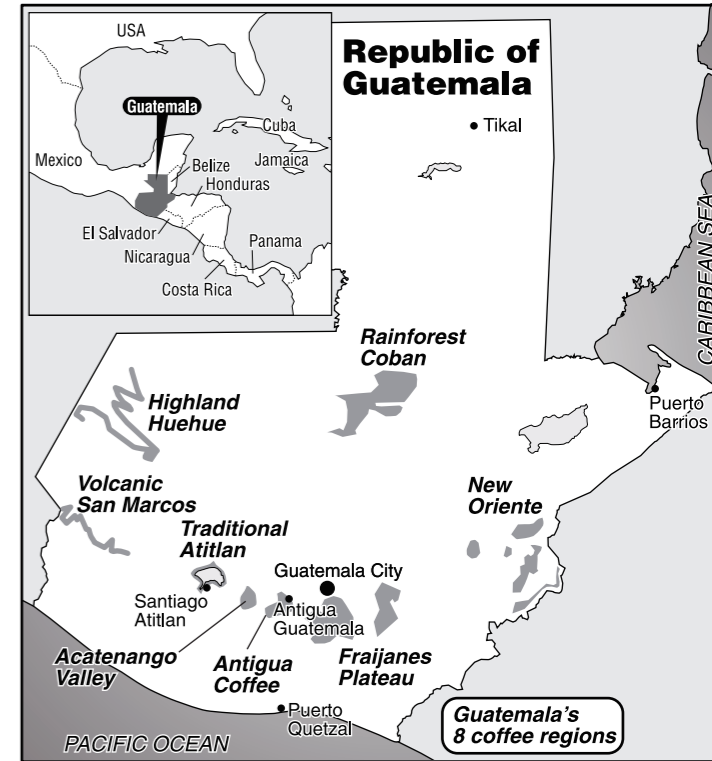 USA
Republic of
Guatemala
Guatemala
Cuba
Tikal
Mexico
Belize
Jamaica
Honduras
El Salvador
Nicaragua
Panama
Costa Rica
CARIBBEAN SEA
Rainforest
Coban
Highland
Huehue
Puerto
Barrios
Volcanic
San Marcos
New
Oriente
Traditional
Atitlan
Guatemala City
Santiago
Atitlan
Antigua
Guatemala
Acatenango
Valley
Antigua
Coffee
Fraijanes
Plateau
Puerto
Quetzal
Guatemala's
8 coffee regions
PACIFIC OCEAN